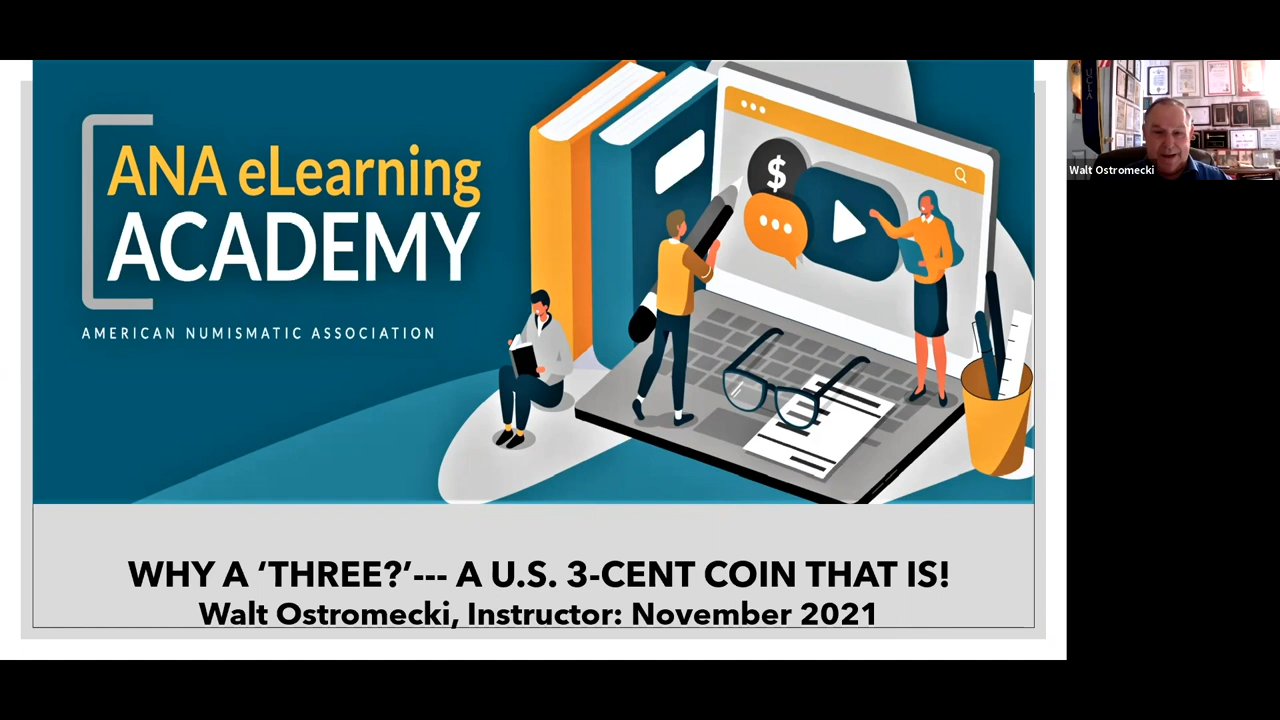 ANA eLearning
ACADEMY
AMERICAN NUMISMATIC ASSOCIATION
$
WHY A ‘THREE?’--- A U.S. 3-CENT COIN THAT IS!
Walt Ostromecki, Instructor: November 2021
UCLA
Walt Ostromecki